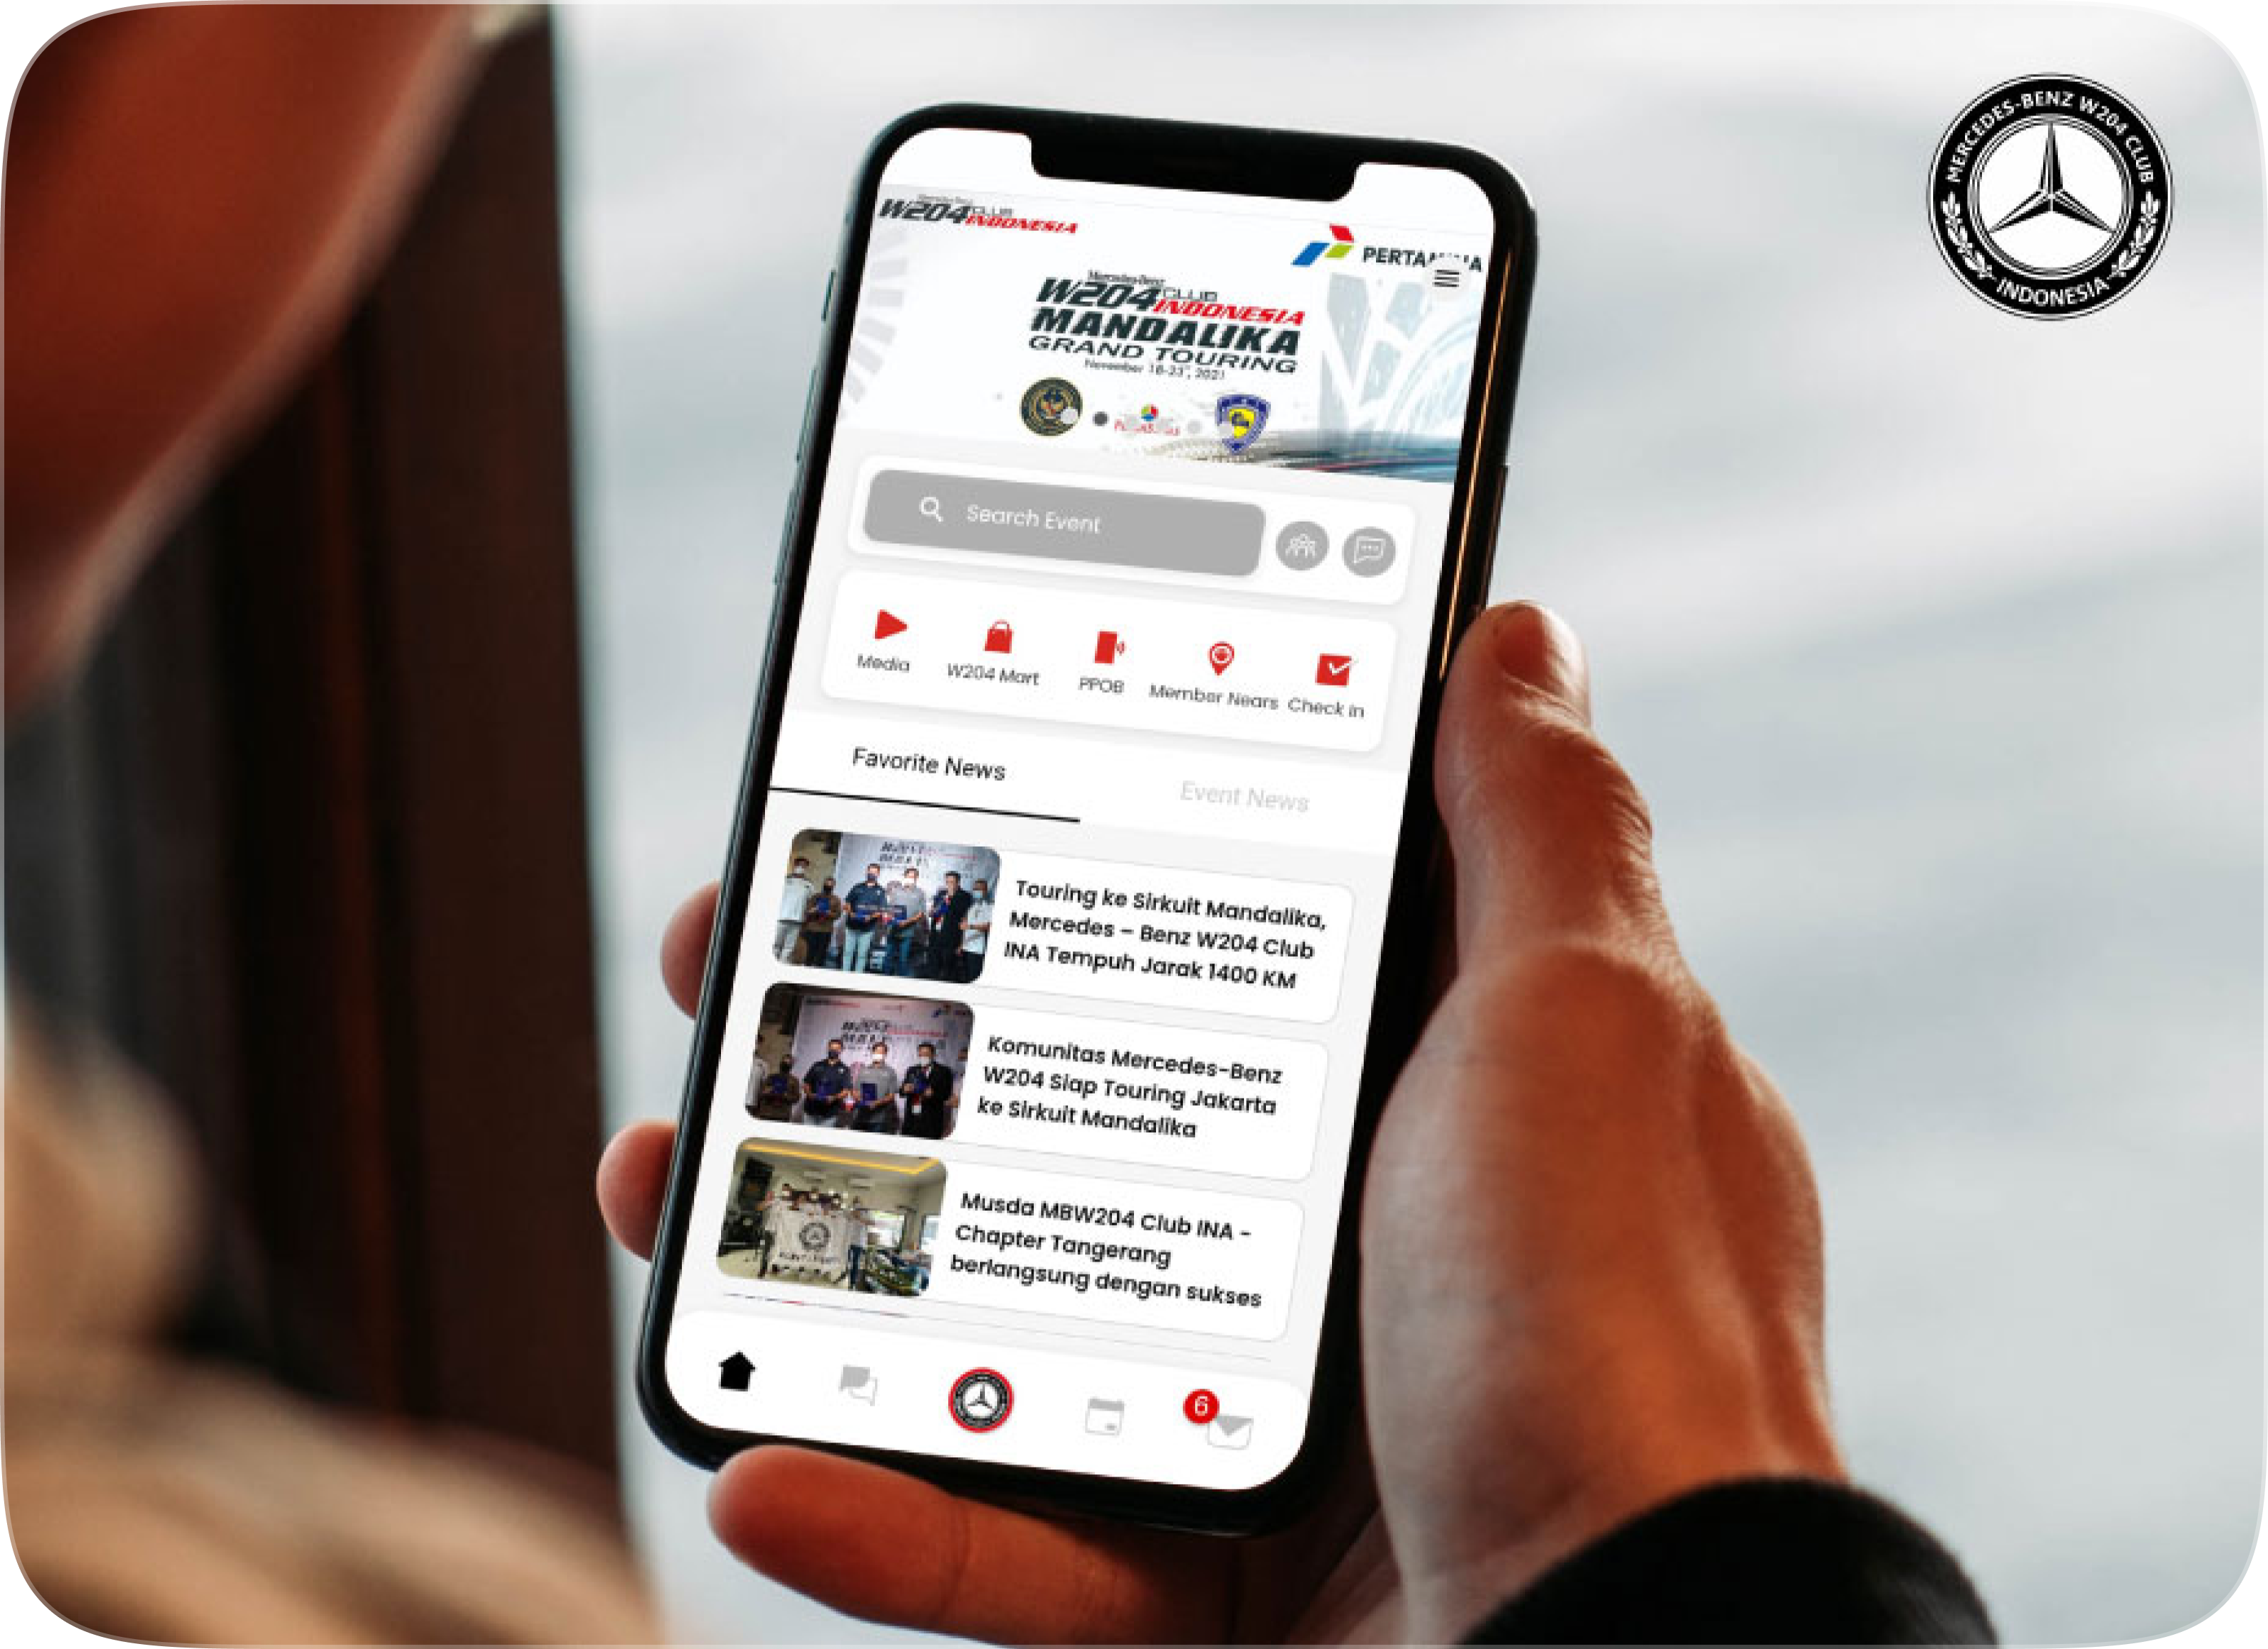 MERCEDES-BENZ W204 CLUB
INDONESIA
W204 CLUB
INDONESIA
PERTAMINA
Mercedes-Benz
W204 CLUB
INDONESIA
MANDALIKA
GRAND TOURING
November 18-23, 2021
Search Event
Media
W204 Mart
PPOB
Member Nears
Check In
Favorite News
Event News
Touring ke Sirkuit Mandalika,
Mercedes – Benz W204 Club
INA Tempuh Jarak 1400 KM
Komunitas Mercedes-Benz
W204 Siap Touring Jakarta
ke Sirkuit Mandalika
Musda MBW204 Club INA -
Chapter Tangerang
berlangsung dengan sukses
6